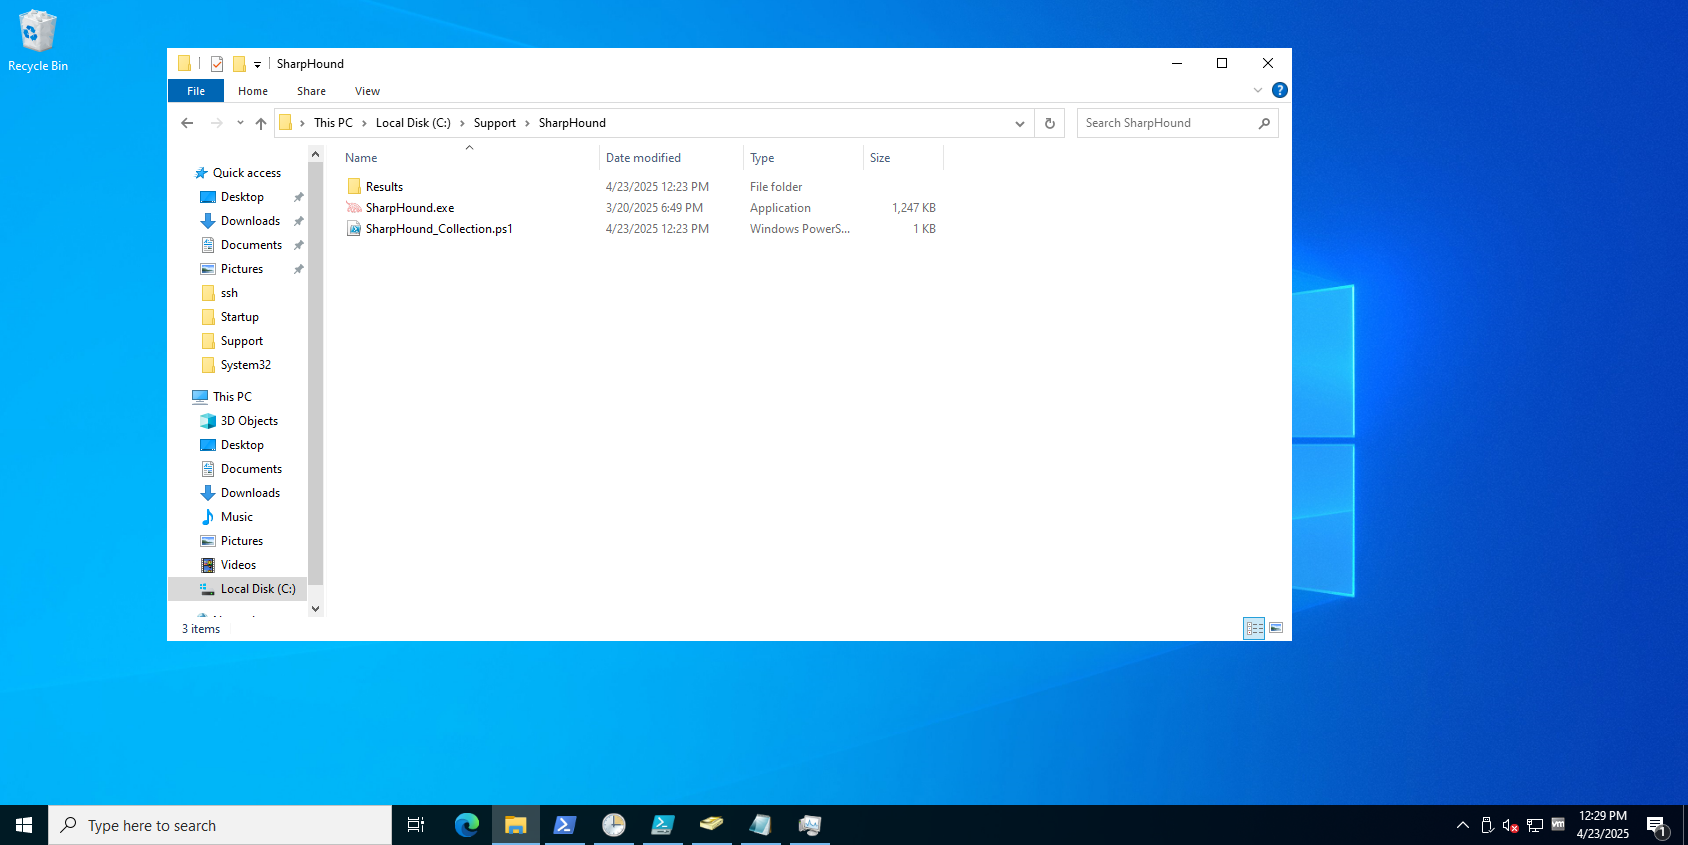 Recycle Bin
SharpHound
File Home Share View
This PC Local Disk (C:) Support SharpHound
Search SharpHound
Name Date modified Type Size
Results 4/23/2025 12:23 PM File folder
SharpHound.exe 3/20/2025 6:49 PM Application 1,247 KB
SharpHound_Collection.ps1 4/23/2025 12:23 PM Windows PowerS... 1 KB
Quick access
Desktop
Downloads
Documents
Pictures
ssh
Startup
Support
System32
This PC
3D Objects
Desktop
Documents
Downloads
Music
Pictures
Videos
Local Disk (C:)
3 items
Type here to search
vm
12:29 PM
4/23/2025
1